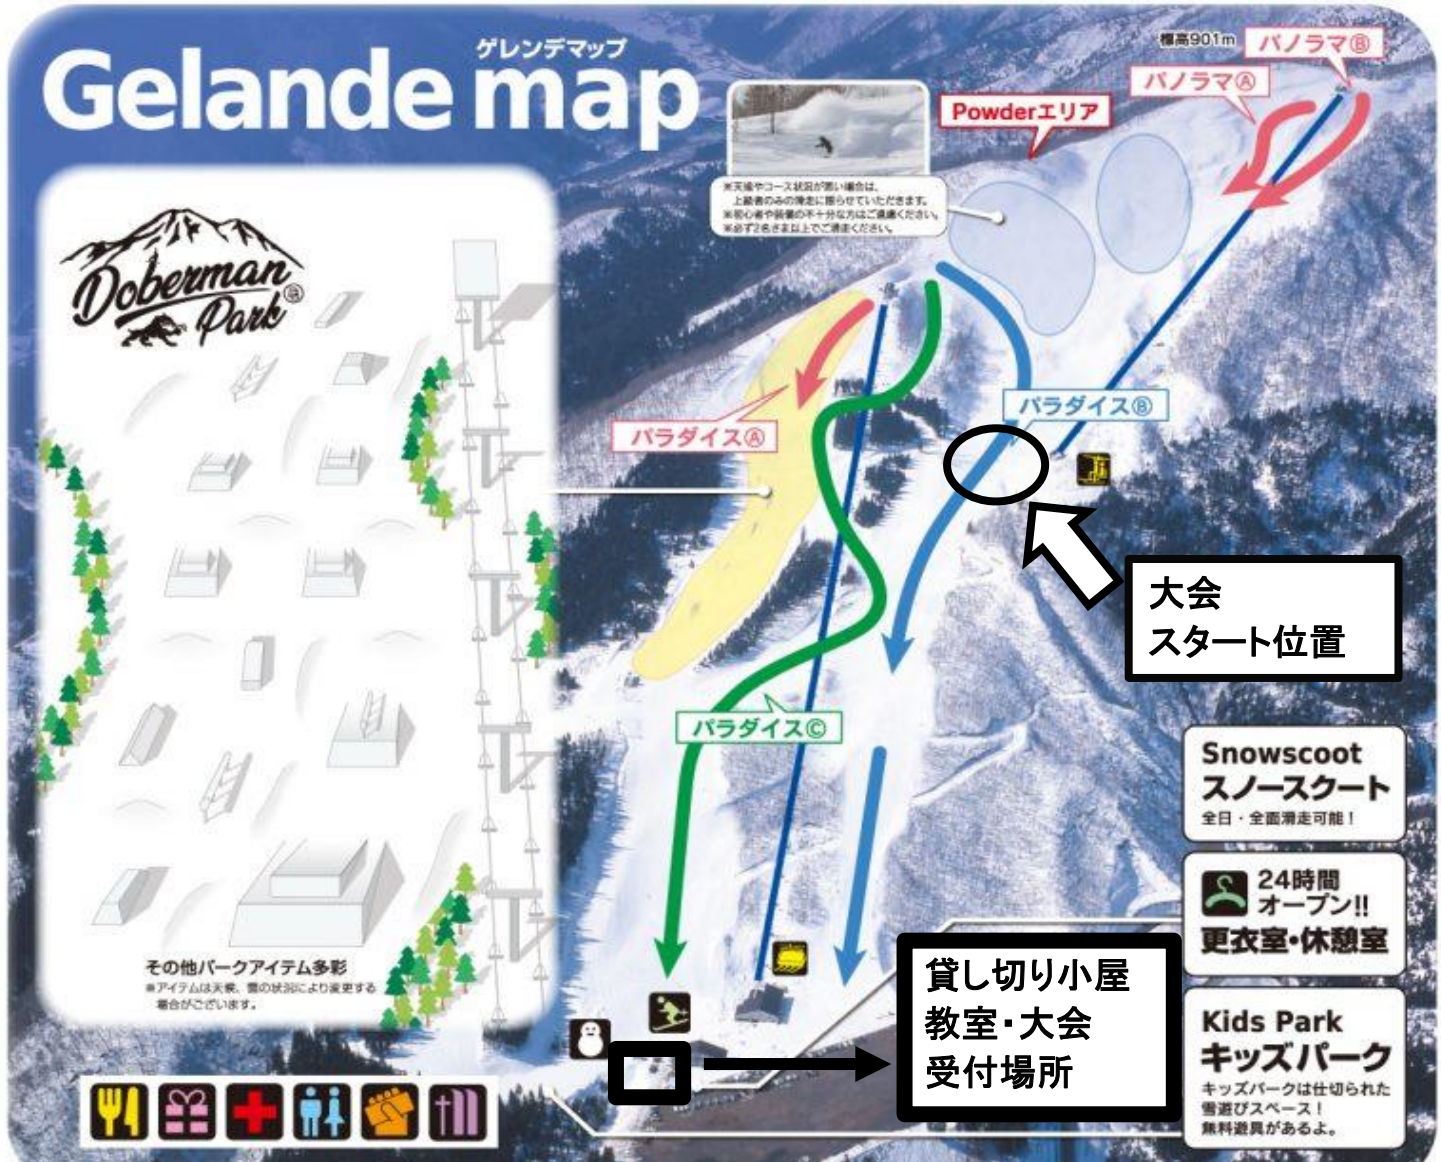 ゲレンデマップ
Gelande map
標高901m
パノラマⒷ
パノラマⒶ
Powderエリア
※天候やコース状況が悪い場合は、
上級者のみの滑走に限らせていただきます。
※初心者や装備の不十分な方はご遠慮ください。
※必ず2名さま以上でご滑走ください。
Doberman
Park
パラダイスⒶ
パラダイスⒷ
大会
スタート位置
パラダイスⒸ
Snowscoot
スノースクート
全日・全面滑走可能！
24時間
オープン!!
更衣室・休憩室
貸し切り小屋
教室・大会
受付場所
Kids Park
キッズパーク
キッズパークは仕切られた
雪遊びスペース！
無料遊具があるよ。
その他パークアイテム多彩
※アイテムは天候、雪の状況により変更する
場合がございます。